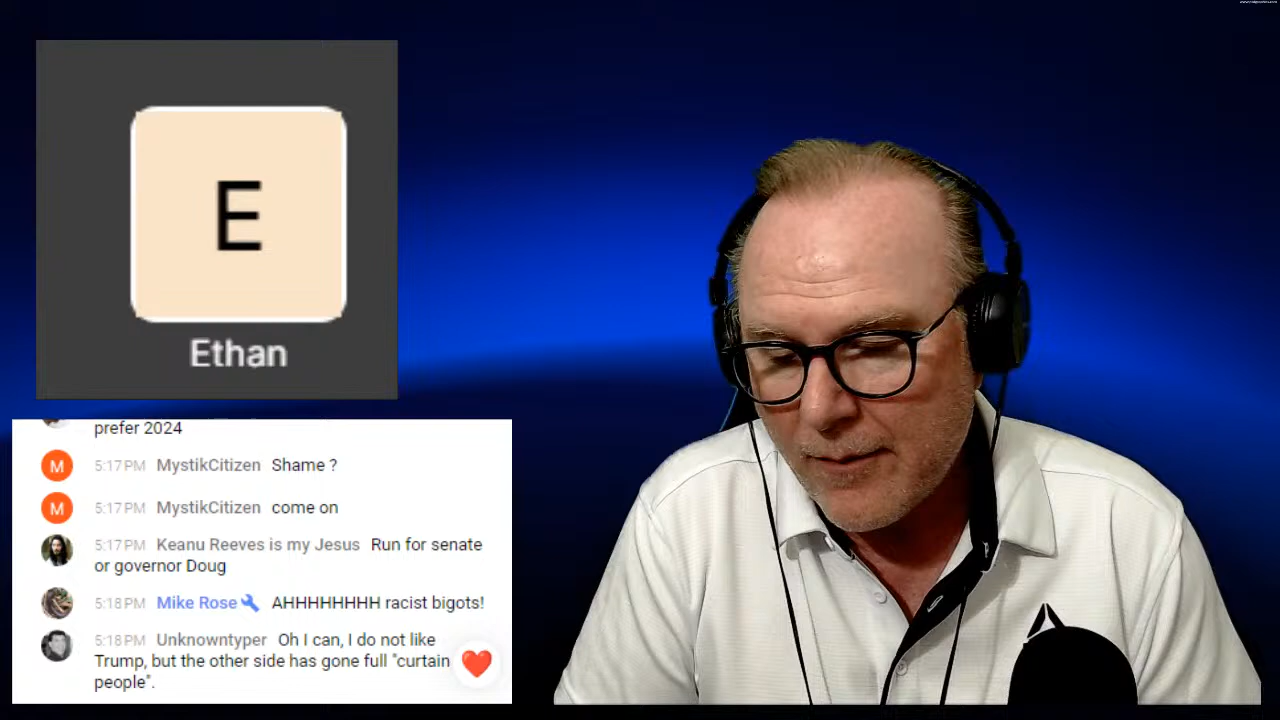 E
Ethan
prefer 2024
M 5:17 PM MystikCitizen Shame ?
M 5:17 PM MystikCitizen come on
5:17 PM Keanu Reeves is my Jesus Run for senate
or governor Doug
5:18 PM Mike Rose AHHHHHHHH racist bigots!
5:18 PM Unknowntyper Oh I can, I do not like
Trump, but the other side has gone full "curtain
people".